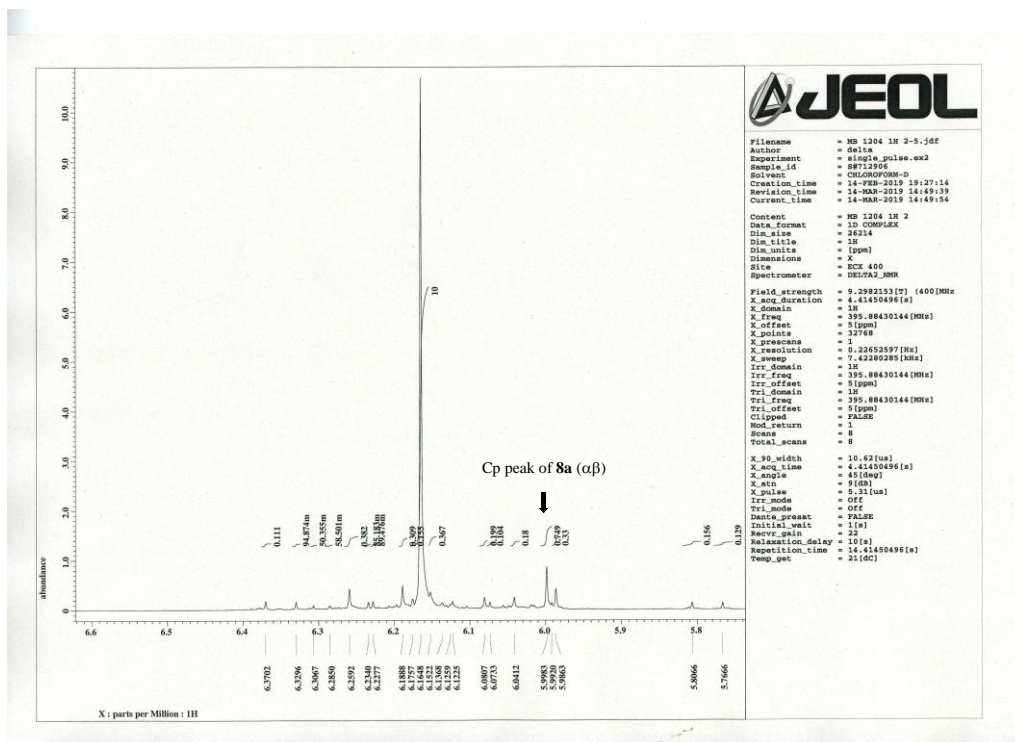 JEOL
Filename = MB 1204 1H 2-5.jdf
Author = delta
Experiment = single_pulse.ex2
Sample_id = S#712906
Solvent = CHLOROFORM-D
Creation_time = 14-FEB-2019 19:27:14
Revision_time = 14-MAR-2019 14:49:39
Current_time = 14-MAR-2019 14:49:54
Content = MB 1204 1H 2
Data_format = 1D COMPLEX
Dim_size = 26214
Dim_title = 1H
Dim_units = [ppm]
Dimensions = X
Site = ECX 400
Spectrometer = DELTA2_NMR
Field_strength = 9.2982153[T] (400[MHz
X_acq_duration = 4.41450496[s]
X_domain = 1H
X_freq = 395.88430144[MHz]
X_offset = 5[ppm]
X_points = 32768
X_prescans = 1
X_resolution = 0.22652597[Hz]
X_sweep = 7.42280285[kHz]
Irr_domain = 1H
Irr_freq = 395.88430144[MHz]
Irr_offset = 5[ppm]
Tri_domain = 1H
Tri_freq = 395.88430144[MHz]
Tri_offset = 5[ppm]
Clipped = FALSE
Mod_return = 1
Scans = 8
Total_scans = 8
X_90_width = 10.62[us]
X_acq_time = 4.41450496[s]
X_angle = 45[deg]
X_atn = 9[dB]
X_pulse = 5.31[us]
Irr_mode = Off
Tri_mode = Off
Dante_presat = FALSE
Initial_wait = 1[s]
Recvr_gain = 22
Relaxation_delay = 10[s]
Repetition_time = 14.41450496[s]
Temp_get = 21[dC]
10.0
9.0
8.0
7.0
6.0
5.0
4.0
3.0
2.0
1.0
0
abundance
10
Cp peak of 8a (αβ)
0.111
94.874m
50.355m
58.501m
0.382
85.183m
0.309
0.367
0.199
0.104
0.18
0.749
0.33
0.156
0.129
6.6 6.5 6.4 6.3 6.2 6.1 6.0 5.9 5.8
6.3702
6.3296
6.3067
6.2850
6.2592
6.2340
6.2277
6.1888
6.1757
6.1648
6.1522
6.1368
6.1259
6.1225
6.0807
6.0733
6.0412
5.9983
5.9920
5.9863
5.8066
5.7666
X : parts per Million : 1H